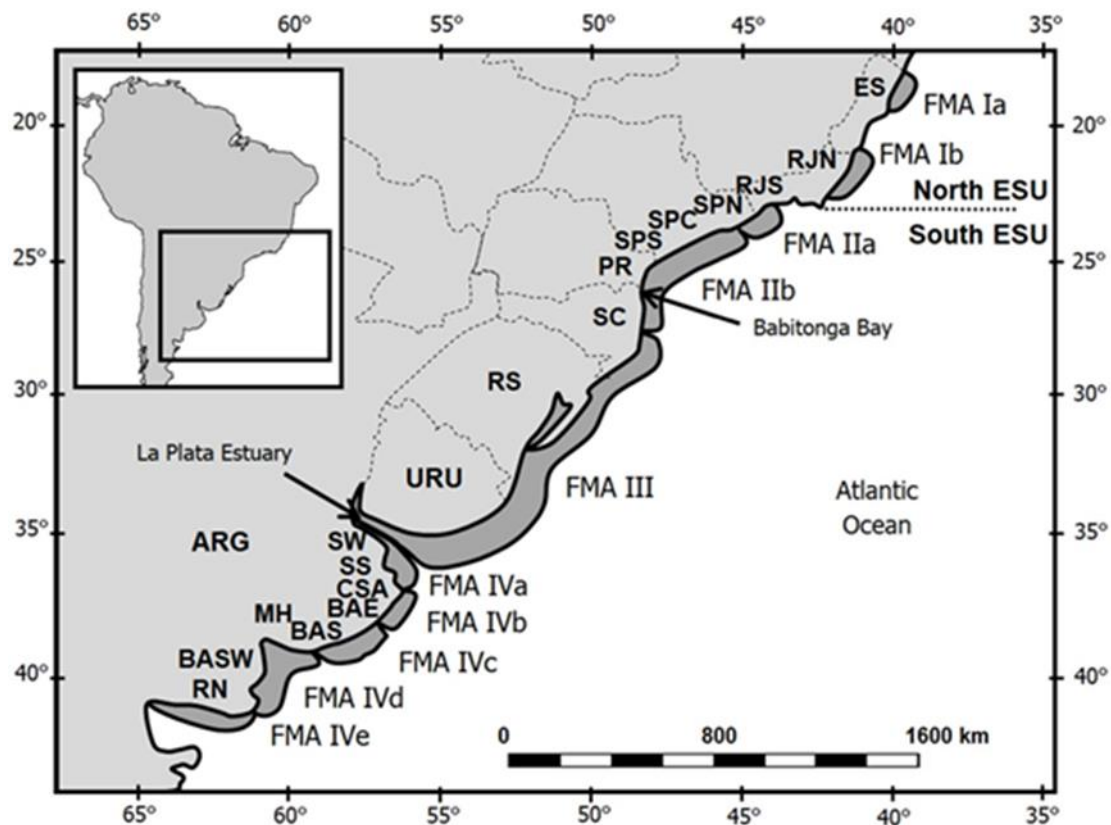 65° 60° 55° 50° 45° 40° 35°
ES
FMA Ia
20° 20°
RJN
FMA Ib
RJS
North ESU
SPN
SPC
South ESU
SPS
FMA IIa
25° PR 25°
FMA IIb
SC
Babitonga Bay
RS
30° 30°
La Plata Estuary
URU
FMA III
Atlantic
Ocean
35° ARG 35°
SW
SS
CSA
FMA IVa
MH
BAE
FMA IVb
BAS
BASW
FMA IVc
40° RN 40°
FMA IVd
FMA IVe
0 800 1600 km
65° 60° 55° 50° 45° 40° 35°